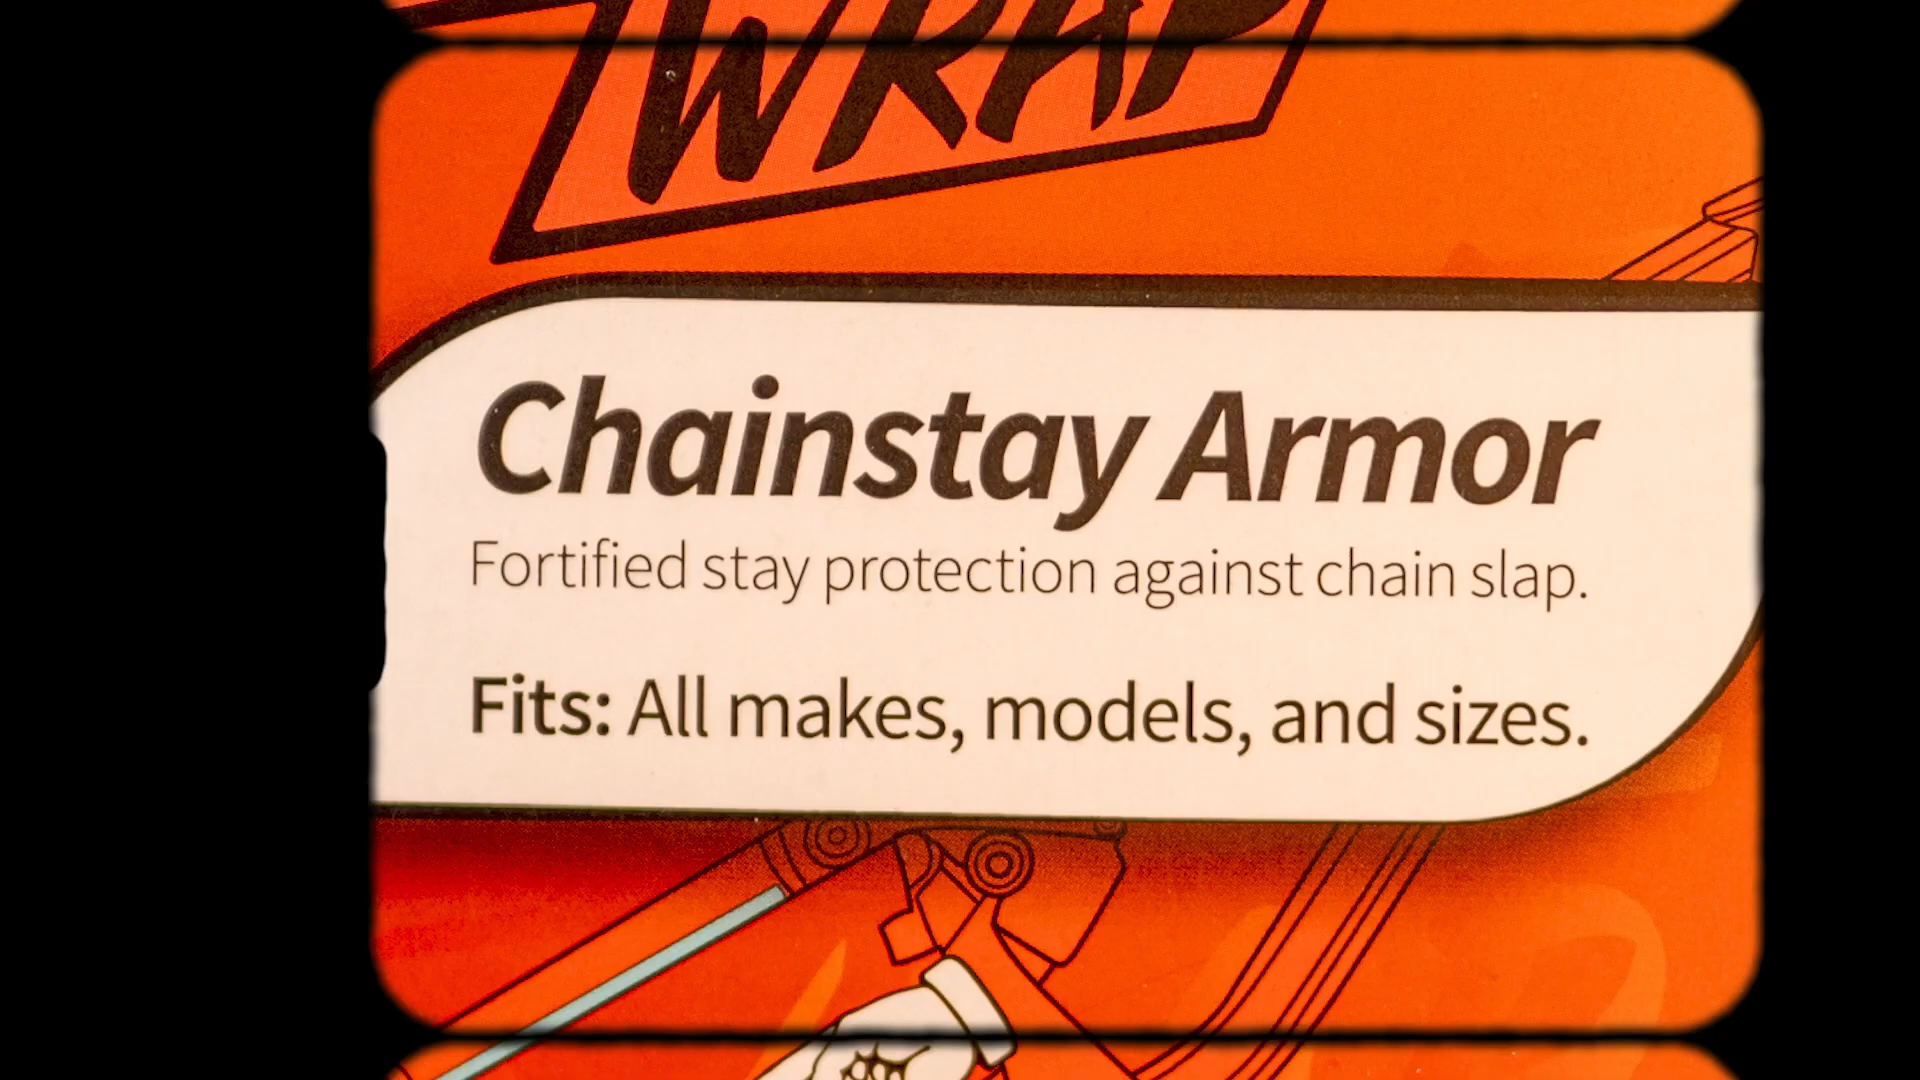 WRAP
Chainstay Armor
Fortified stay protection against chain slap.
Fits: All makes, models, and sizes.